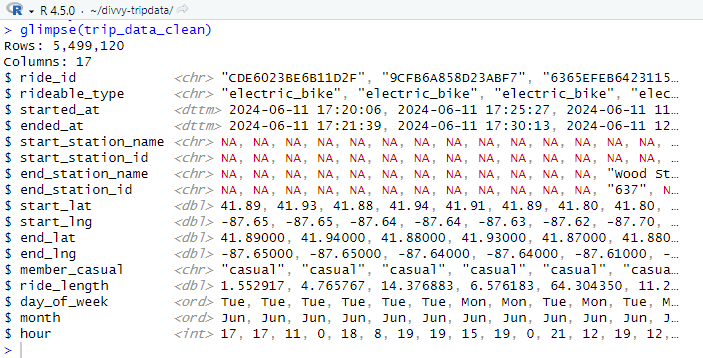 R 4.5.0 · ~/divvy-tripdata/
> glimpse(trip_data_clean)
Rows: 5,499,120
Columns: 17
$ ride_id            <chr> "CDE6023BE6B11D2F", "9CFB6A858D23ABF7", "6365EFEB6423115…
$ rideable_type      <chr> "electric_bike", "electric_bike", "electric_bike", "elec…
$ started_at         <dttm> 2024-06-11 17:20:06, 2024-06-11 17:25:27, 2024-06-11 11…
$ ended_at           <dttm> 2024-06-11 17:21:39, 2024-06-11 17:30:13, 2024-06-11 12…
$ start_station_name <chr> NA, NA, NA, NA, NA, NA, NA, NA, NA, NA, NA, NA, NA, NA, …
$ start_station_id   <chr> NA, NA, NA, NA, NA, NA, NA, NA, NA, NA, NA, NA, NA, NA, …
$ end_station_name   <chr> NA, NA, NA, NA, NA, NA, NA, NA, NA, NA, NA, NA, "Wood St…
$ end_station_id     <chr> NA, NA, NA, NA, NA, NA, NA, NA, NA, NA, NA, NA, "637", N…
$ start_lat          <dbl> 41.89, 41.93, 41.88, 41.94, 41.91, 41.89, 41.80, 41.80, …
$ start_lng          <dbl> -87.65, -87.65, -87.64, -87.64, -87.63, -87.62, -87.70, …
$ end_lat            <dbl> 41.89000, 41.94000, 41.88000, 41.93000, 41.87000, 41.880…
$ end_lng            <dbl> -87.65000, -87.65000, -87.64000, -87.64000, -87.61000, -…
$ member_casual      <chr> "casual", "casual", "casual", "casual", "casual", "casua…
$ ride_length        <dbl> 1.552917, 4.765767, 14.376883, 6.576183, 64.304350, 11.2…
$ day_of_week        <ord> Tue, Tue, Tue, Tue, Tue, Mon, Mon, Tue, Mon, Tue, Tue, M…
$ month              <ord> Jun, Jun, Jun, Jun, Jun, Jun, Jun, Jun, Jun, Jun, Jun, J…
$ hour               <int> 17, 17, 11, 0, 18, 8, 19, 19, 15, 19, 0, 21, 12, 19, 12,…
>